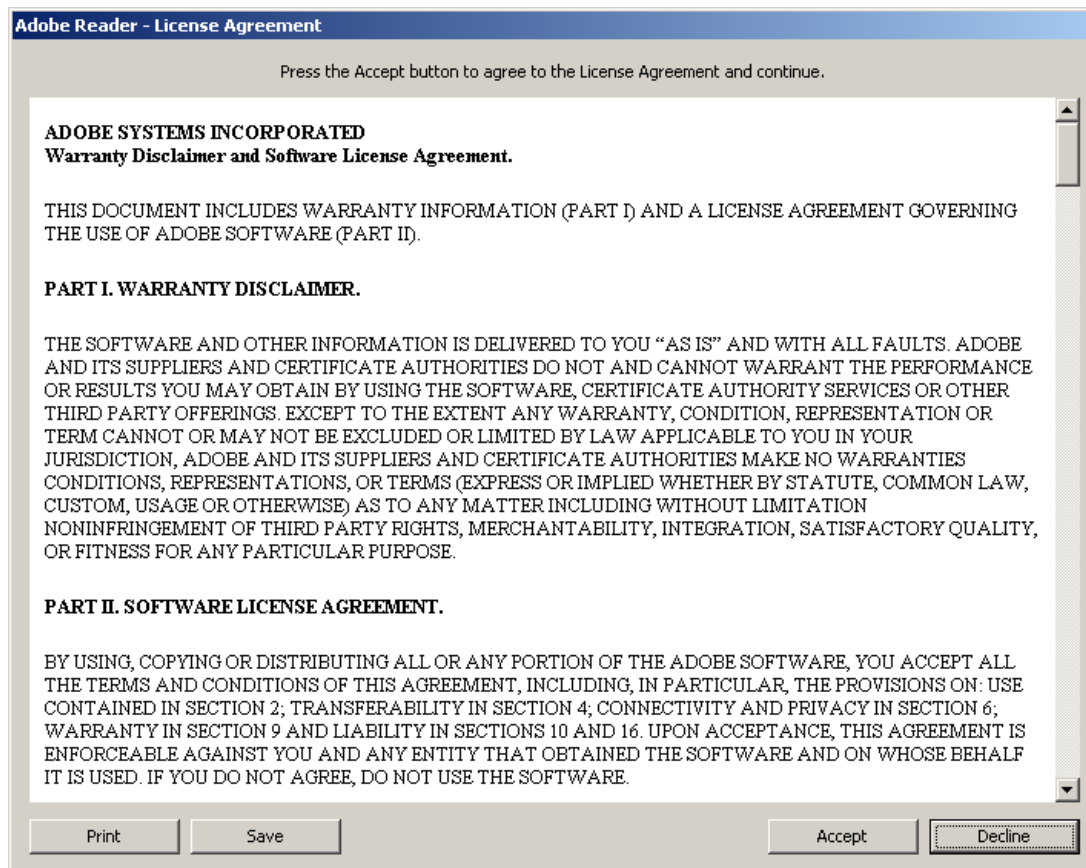 Adobe Reader - License Agreement
Press the Accept button to agree to the License Agreement and continue.
ADOBE SYSTEMS INCORPORATED
Warranty Disclaimer and Software License Agreement.
THIS DOCUMENT INCLUDES WARRANTY INFORMATION (PART I) AND A LICENSE AGREEMENT GOVERNING
THE USE OF ADOBE SOFTWARE (PART II).
PART I. WARRANTY DISCLAIMER.
THE SOFTWARE AND OTHER INFORMATION IS DELIVERED TO YOU “AS IS” AND WITH ALL FAULTS. ADOBE
AND ITS SUPPLIERS AND CERTIFICATE AUTHORITIES DO NOT AND CANNOT WARRANT THE PERFORMANCE
OR RESULTS YOU MAY OBTAIN BY USING THE SOFTWARE, CERTIFICATE AUTHORITY SERVICES OR OTHER
THIRD PARTY OFFERINGS. EXCEPT TO THE EXTENT ANY WARRANTY, CONDITION, REPRESENTATION OR
TERM CANNOT OR MAY NOT BE EXCLUDED OR LIMITED BY LAW APPLICABLE TO YOU IN YOUR
JURISDICTION, ADOBE AND ITS SUPPLIERS AND CERTIFICATE AUTHORITIES MAKE NO WARRANTIES
CONDITIONS, REPRESENTATIONS, OR TERMS (EXPRESS OR IMPLIED WHETHER BY STATUTE, COMMON LAW,
CUSTOM, USAGE OR OTHERWISE) AS TO ANY MATTER INCLUDING WITHOUT LIMITATION
NONINFRINGEMENT OF THIRD PARTY RIGHTS, MERCHANTABILITY, INTEGRATION, SATISFACTORY QUALITY,
OR FITNESS FOR ANY PARTICULAR PURPOSE.
PART II. SOFTWARE LICENSE AGREEMENT.
BY USING, COPYING OR DISTRIBUTING ALL OR ANY PORTION OF THE ADOBE SOFTWARE, YOU ACCEPT ALL
THE TERMS AND CONDITIONS OF THIS AGREEMENT, INCLUDING, IN PARTICULAR, THE PROVISIONS ON: USE
CONTAINED IN SECTION 2; TRANSFERABILITY IN SECTION 4; CONNECTIVITY AND PRIVACY IN SECTION 6;
WARRANTY IN SECTION 9 AND LIABILITY IN SECTIONS 10 AND 16. UPON ACCEPTANCE, THIS AGREEMENT IS
ENFORCEABLE AGAINST YOU AND ANY ENTITY THAT OBTAINED THE SOFTWARE AND ON WHOSE BEHALF
IT IS USED. IF YOU DO NOT AGREE, DO NOT USE THE SOFTWARE.
Print Save Accept Decline